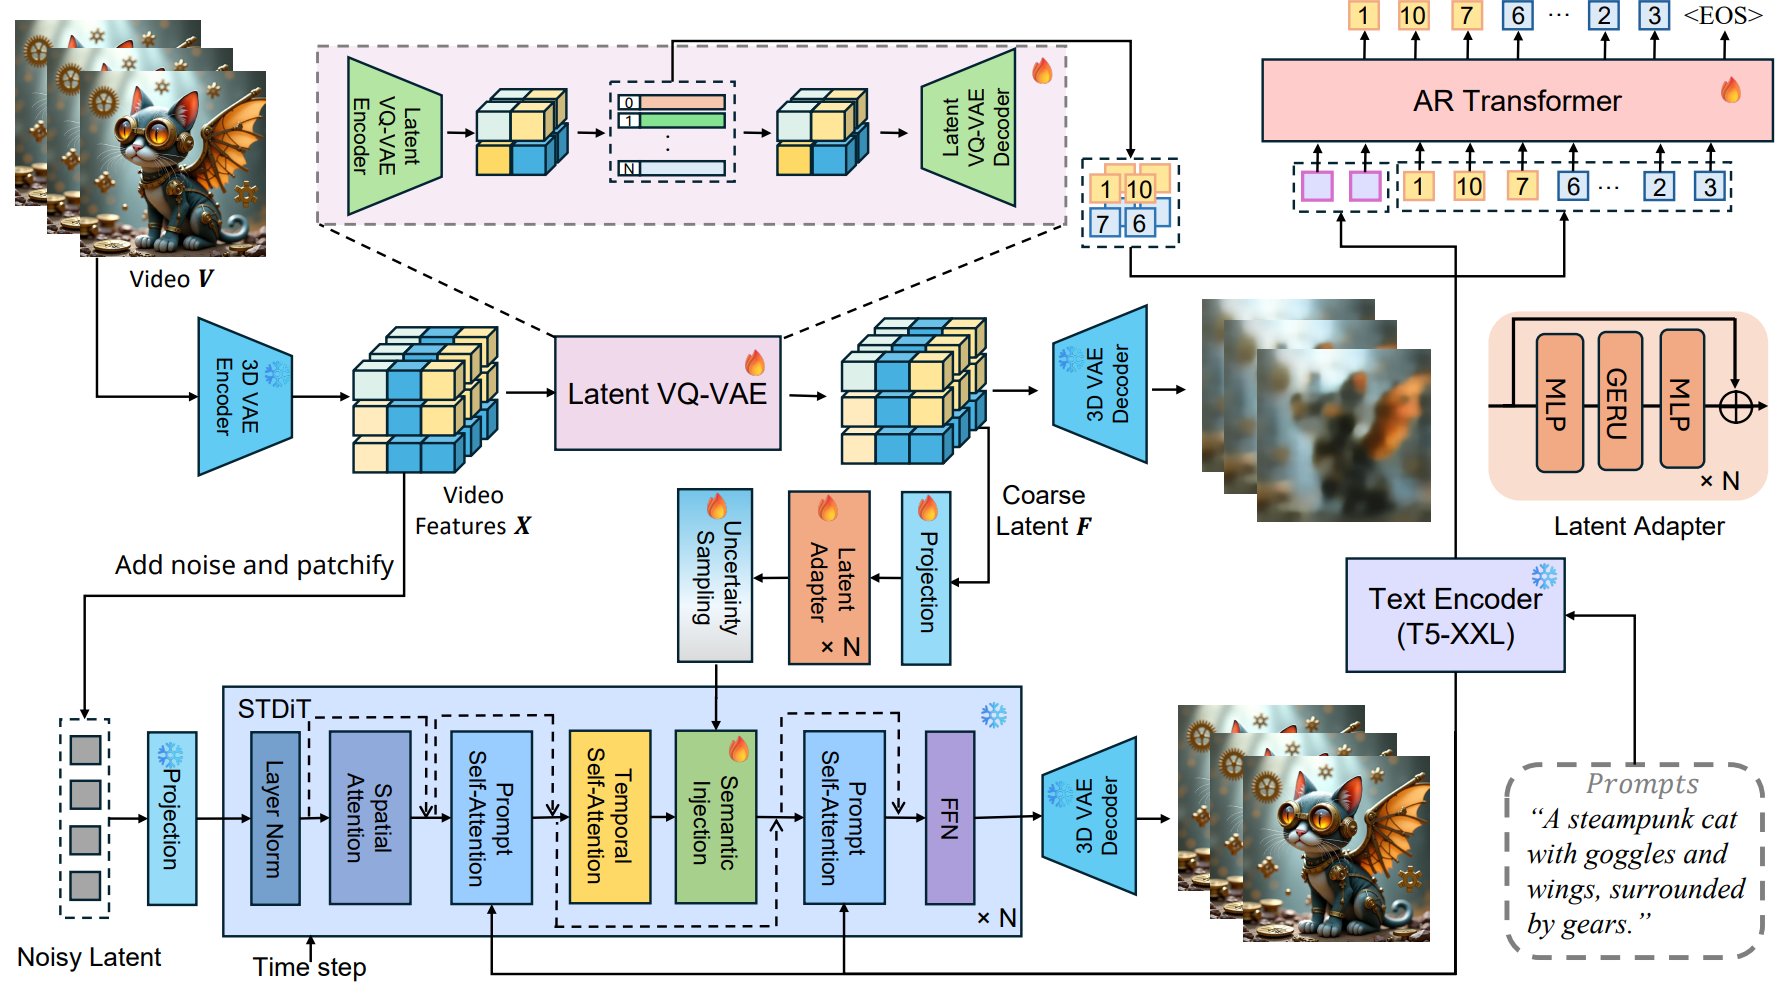 Video V
Latent
VQ-VAE
Encoder
0
1
.
.
N
Latent
VQ-VAE
Decoder
1 10
7 6
1 10 7 6 ... 2 3 <EOS>
AR Transformer
1 10 7 6 ... 2 3
3D VAE
Encoder
Video
Features X
Latent VQ-VAE
Coarse
Latent F
3D VAE
Decoder
MLP
GERU
MLP
× N
Latent Adapter
Add noise and patchify
Uncertainty
Sampling
Latent
Adapter
× N
Projection
Text Encoder
(T5-XXL)
Noisy Latent
Projection
STDiT
Layer Norm
Spatial
Attention
Prompt
Self-Attention
Temporal
Self-Attention
Semantic
Injection
Prompt
Self-Attention
FFN
× N
Time step
3D VAE
Decoder
Prompts
“A steampunk cat
with goggles and
wings, surrounded
by gears.”